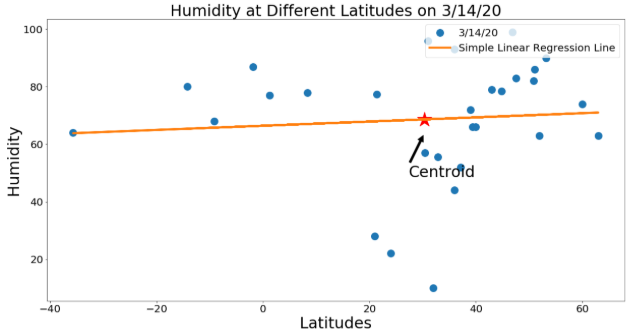 Humidity at Different Latitudes on 3/14/20
3/14/20
Simple Linear Regression Line
100
80
60
40
20
Humidity
Centroid
−40
−20
0
20
40
60
Latitudes